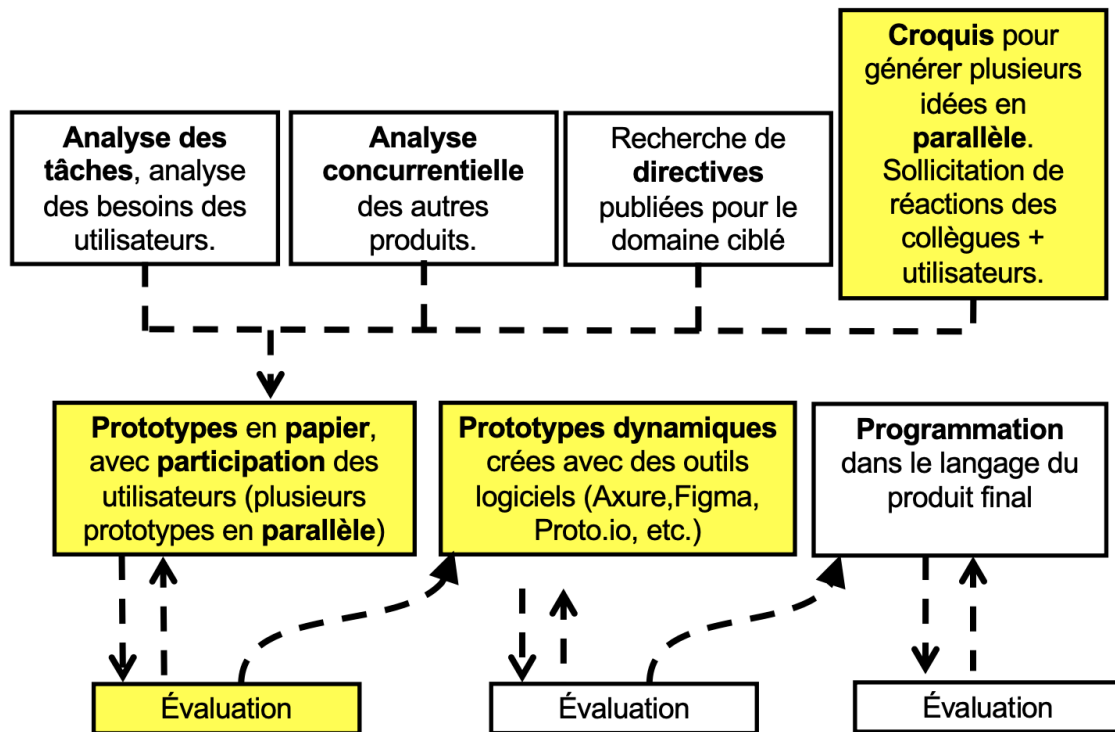 Analyse des
tâches, analyse
des besoins des
utilisateurs.
Analyse
concurrentielle
des autres
produits.
Recherche de
directives
publiées pour le
domaine ciblé
Croquis pour
générer plusieurs
idées en
parallèle.
Sollicitation de
réactions des
collègues +
utilisateurs.
Prototypes en papier,
avec participation des
utilisateurs (plusieurs
prototypes en parallèle)
Prototypes dynamiques
crées avec des outils
logiciels (Axure,Figma,
Proto.io, etc.)
Programmation
dans le langage du
produit final
Évaluation
Évaluation
Évaluation